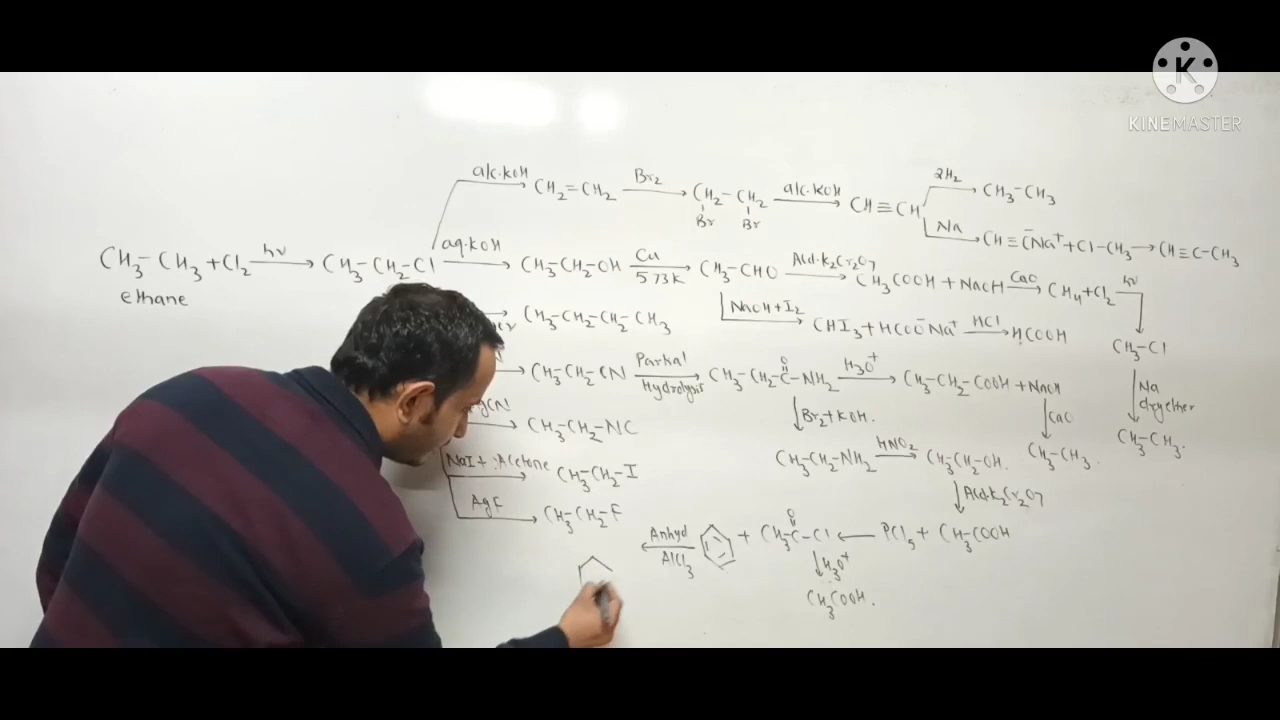 KINEMASTER
alc.KOH CH2=CH2 Br2 CH2-CH2 alc.KOH CH≡CH 2H2 CH3-CH3
Br Br
Na CH≡C̄Na⁺ + Cl-CH3 → CH≡C-CH3
CH3-CH3 + Cl2 hν CH3-CH2-Cl aq.KOH CH3-CH2-OH Cu 573K CH3-CHO Acd.K2Cr2O7 CH3COOH + NaOH CaO CH4 + Cl2 hν
ethane
NaOH + I2 CHI3 + HCOO⁻Na⁺ HCl HCOOH
CH3-CH2-CH2-CH3
CH3-Cl
CH3-CH2-CN Partial Hydrolysis CH3-CH2-C-NH2 H3O⁺ CH3-CH2-COOH + NaOH
O
Na dry ether
CH3-CH3.
CH3-CH2-NC
Br2 + KOH.
CaO
CH3-CH2-NH2 HNO2 CH3-CH2-OH.
CH3-CH3.
NaI + Acetone CH3-CH2-I
Acd.K2Cr2O7
AgF CH3-CH2-F
Anhyd AlCl3 + CH3-C-Cl ← PCl5 + CH3-COOH
O
H3O⁺
CH3COOH.